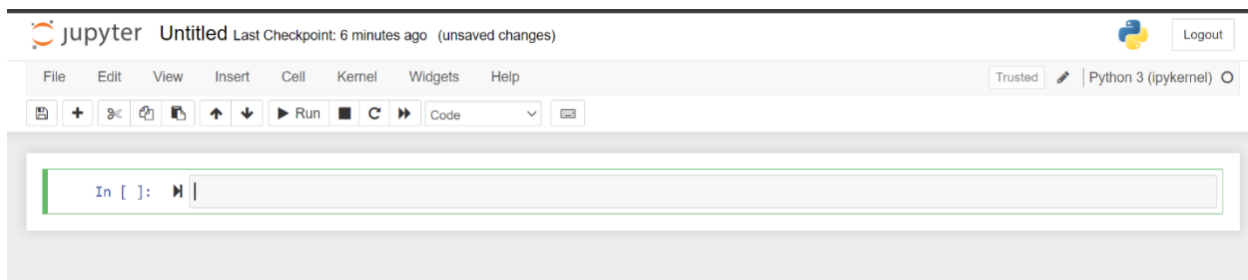 jupyter Untitled Last Checkpoint: 6 minutes ago (unsaved changes) Logout
File Edit View Insert Cell Kernel Widgets Help Trusted Python 3 (ipykernel)
Run Code
In [ ]: